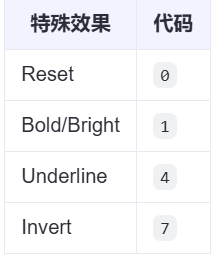 特殊效果 代码
Reset 0
Bold/Bright 1
Underline 4
Invert 7